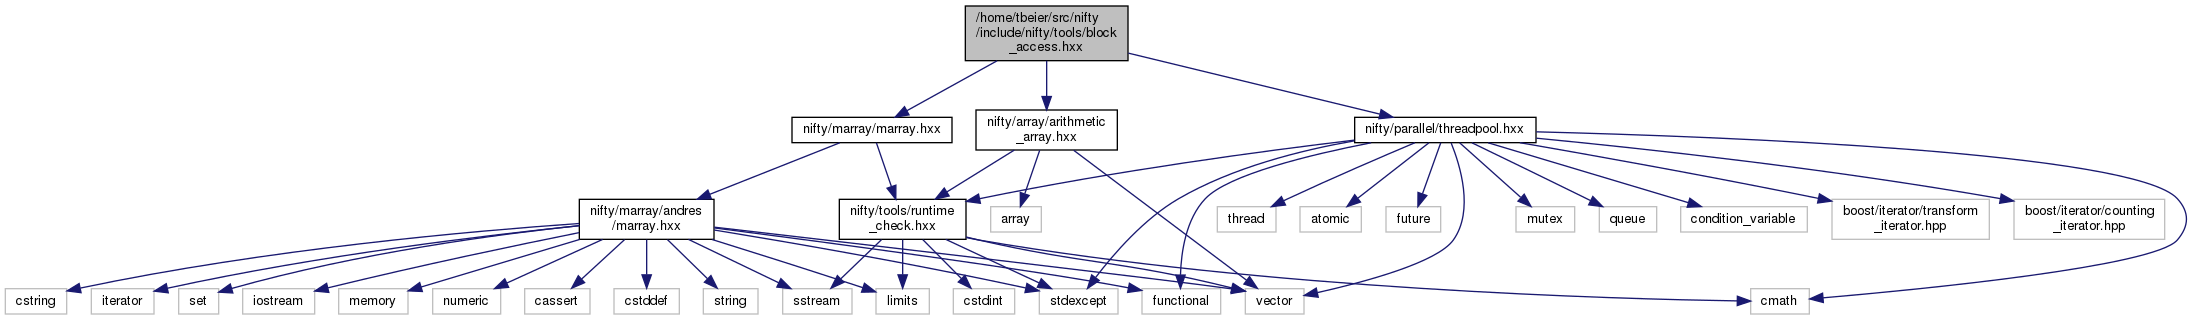 /home/tbeier/src/nifty
/include/nifty/tools/block
_access.hxx
nifty/marray/marray.hxx
nifty/array/arithmetic
_array.hxx
nifty/parallel/threadpool.hxx
nifty/marray/andres
/marray.hxx
nifty/tools/runtime
_check.hxx
array
thread
atomic
future
mutex
queue
condition_variable
boost/iterator/transform
_iterator.hpp
boost/iterator/counting
_iterator.hpp
cstring
iterator
set
iostream
memory
numeric
cassert
cstddef
string
sstream
limits
cstdint
stdexcept
functional
vector
cmath